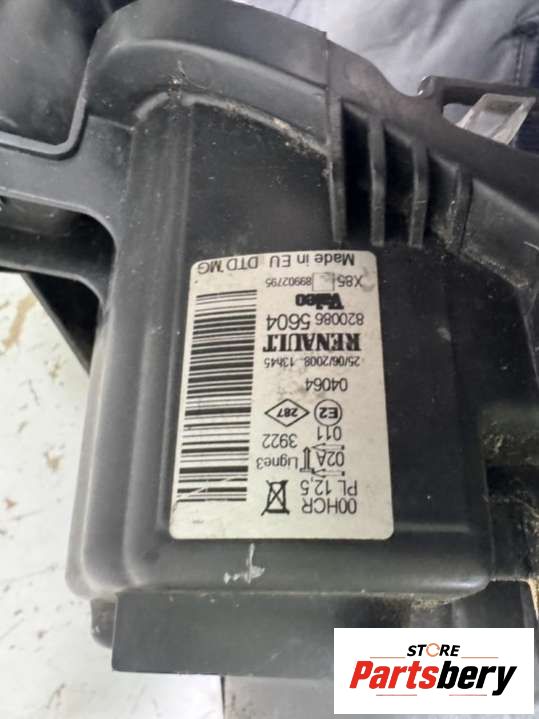 00HCR
PL 12,5
02A Ligne3
011 3922
E2 287
04064
25/06/2008 13h45
RENAULT
820086 5604
Valeo
X85 89902795
Made in EU DTD MG
STORE
Partsbery